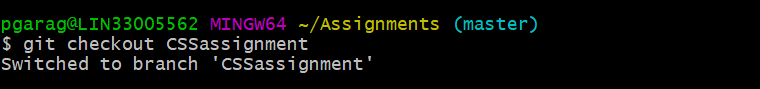 pgarag@LIN33005562 MINGW64 ~/Assignments (master)
$ git checkout CSSassignment
Switched to branch 'CSSassignment'